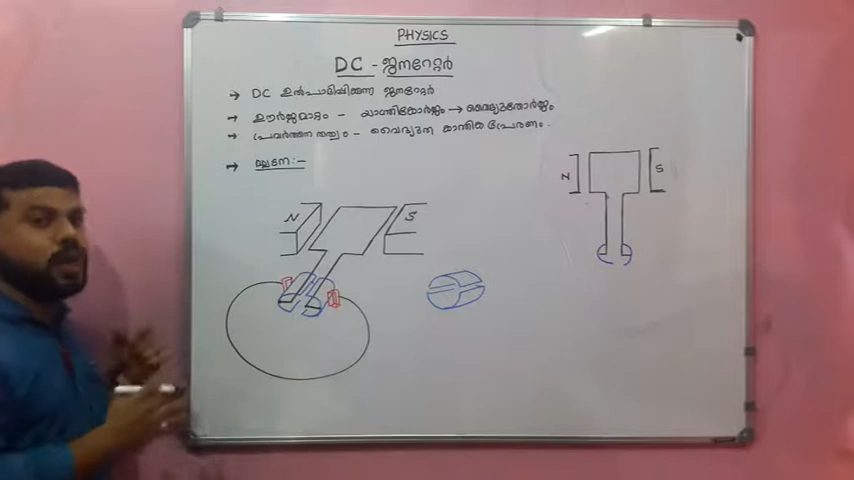 PHYSICS
DC - ജനറേറ്റർ
→ DC ഉൽപാദിപ്പിക്കുന്ന ജനറേറ്റർ
→ ഊർജ്ജമാറ്റം - യാന്ത്രികോർജ്ജം → വൈദ്യുതോർജ്ജം
→ പ്രവർത്തന തത്ത്വം - വൈദ്യുത കാന്തിക പ്രേരണം.
→ ഘടന :-
N S
N S